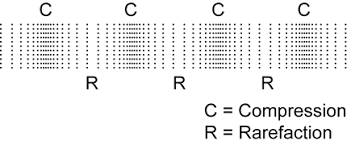 C C C C
R R R
C = Compression
R = Rarefaction